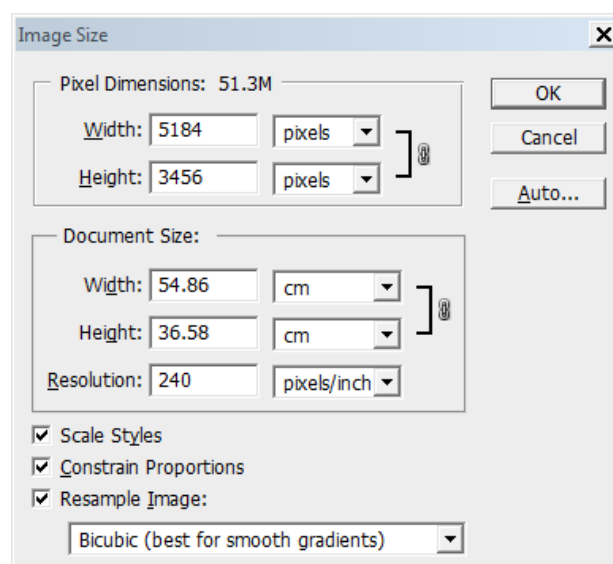 Image Size
Pixel Dimensions: 51.3M
OK
Width: 5184 pixels
Cancel
Height: 3456 pixels
Auto...
Document Size:
Width: 54.86 cm
Height: 36.58 cm
Resolution: 240 pixels/inch
Scale Styles
Constrain Proportions
Resample Image:
Bicubic (best for smooth gradients)